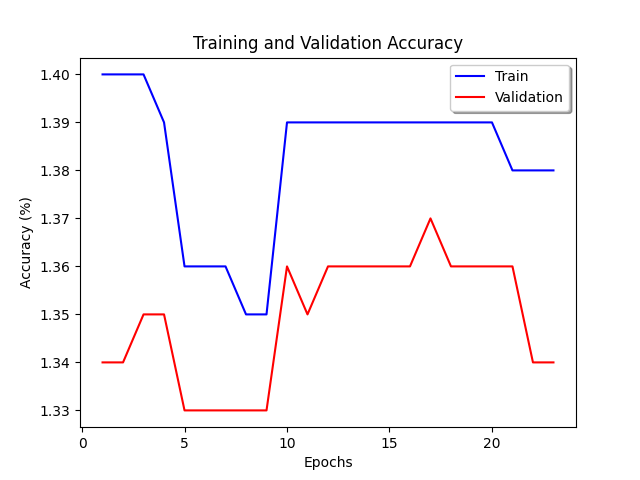 Training and Validation Accuracy
Train
Validation
Accuracy (%)
1.40
1.39
1.38
1.37
1.36
1.35
1.34
1.33
0 5 10 15 20
Epochs